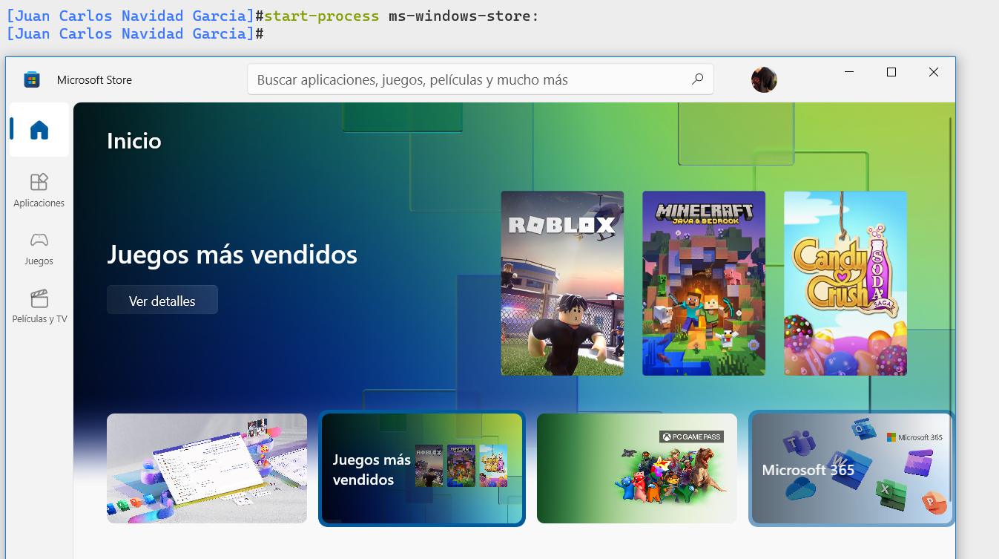 [Juan Carlos Navidad Garcia]#start-process ms-windows-store:
[Juan Carlos Navidad Garcia]#
Microsoft Store
Buscar aplicaciones, juegos, películas y mucho más
Inicio
Aplicaciones
Juegos
Películas y TV
Juegos más vendidos
Ver detalles
ROBLOX
MINECRAFT
JAVA & BEDROCK
Candy
Crush
SODA
SAGA
Juegos más
vendidos
ROBLOX
MINECRAFT
PC GAME PASS
Microsoft 365
Microsoft 365